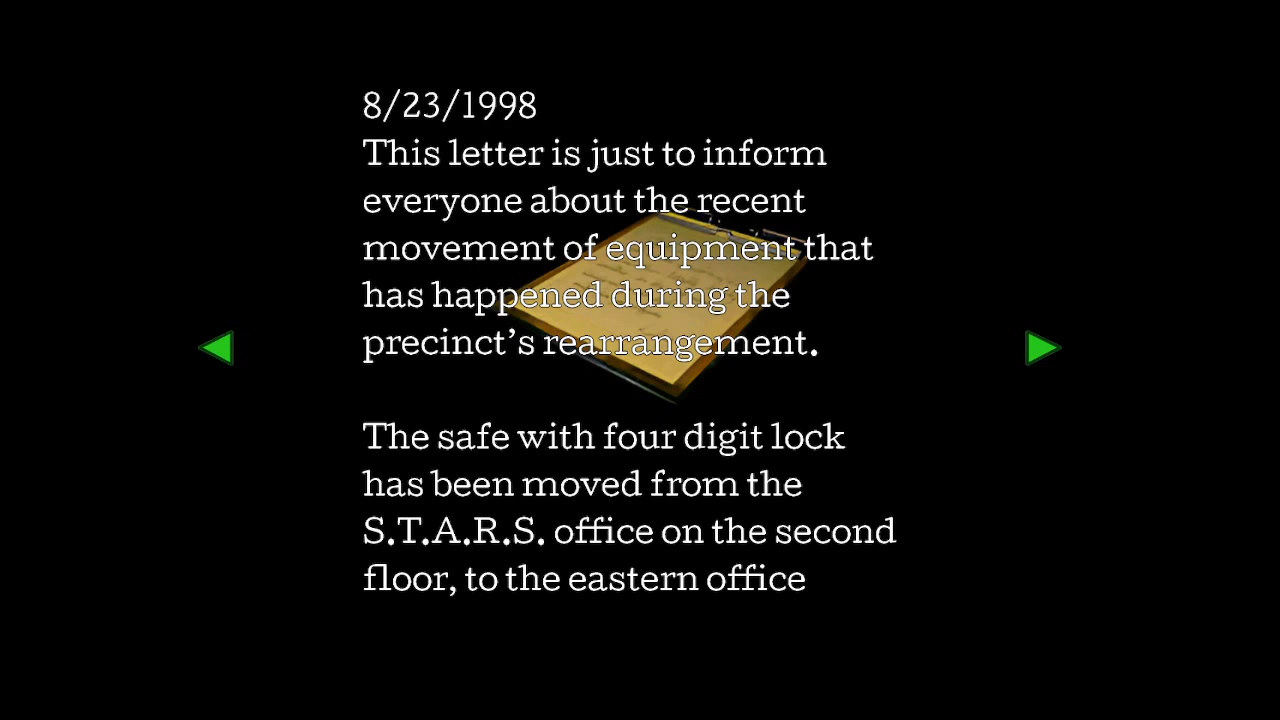 8/23/1998
This letter is just to inform
everyone about the recent
movement of equipment that
has happened during the
precinct's rearrangement.
The safe with four digit lock
has been moved from the
S.T.A.R.S. office on the second
floor, to the eastern office